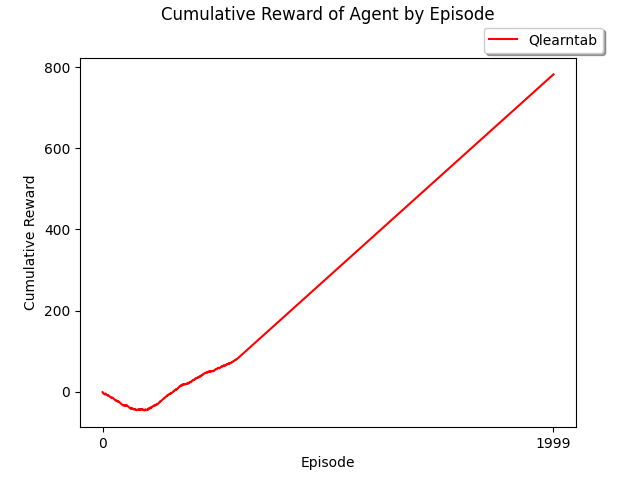 Cumulative Reward of Agent by Episode
Qlearntab
800
600
400
200
0
Cumulative Reward
0
1999
Episode